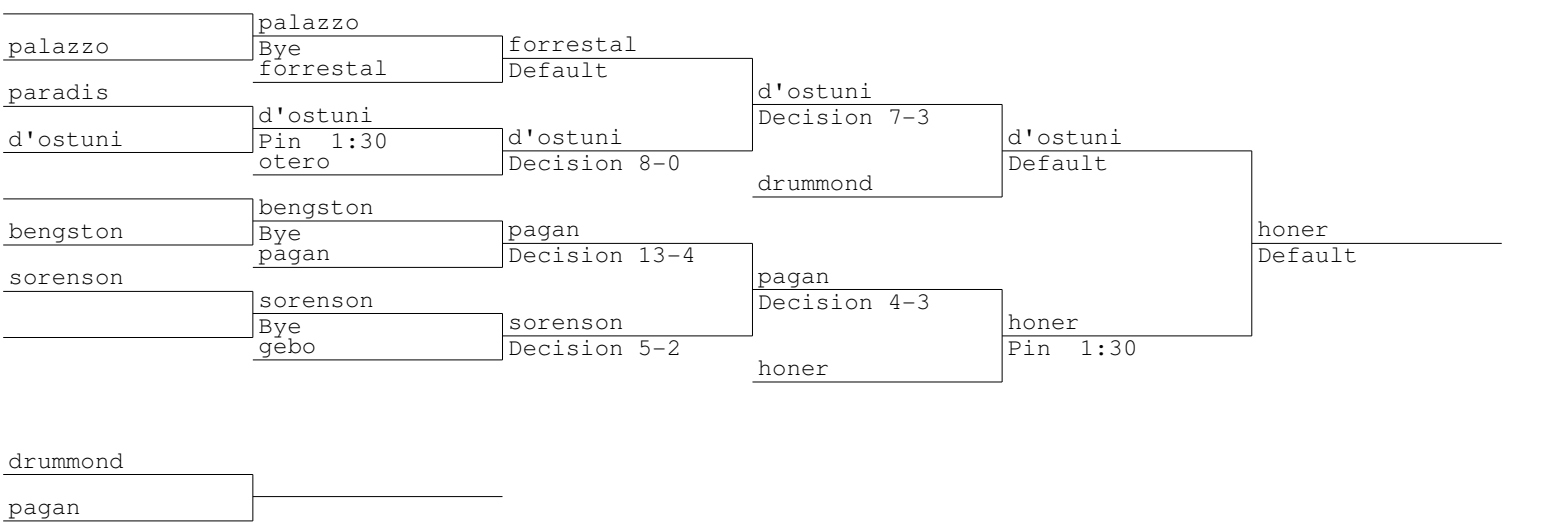 palazzo
palazzo
Bye
forrestal
forrestal
Default
paradis
d'ostuni
d'ostuni
Pin  1:30
otero
d'ostuni
Decision 8-0
d'ostuni
Decision 7-3
drummond
d'ostuni
Default
bengston
bengston
Bye
pagan
pagan
Decision 13-4
sorenson
sorenson
Bye
gebo
sorenson
Decision 5-2
pagan
Decision 4-3
honer
honer
Pin  1:30
honer
Default
drummond
pagan